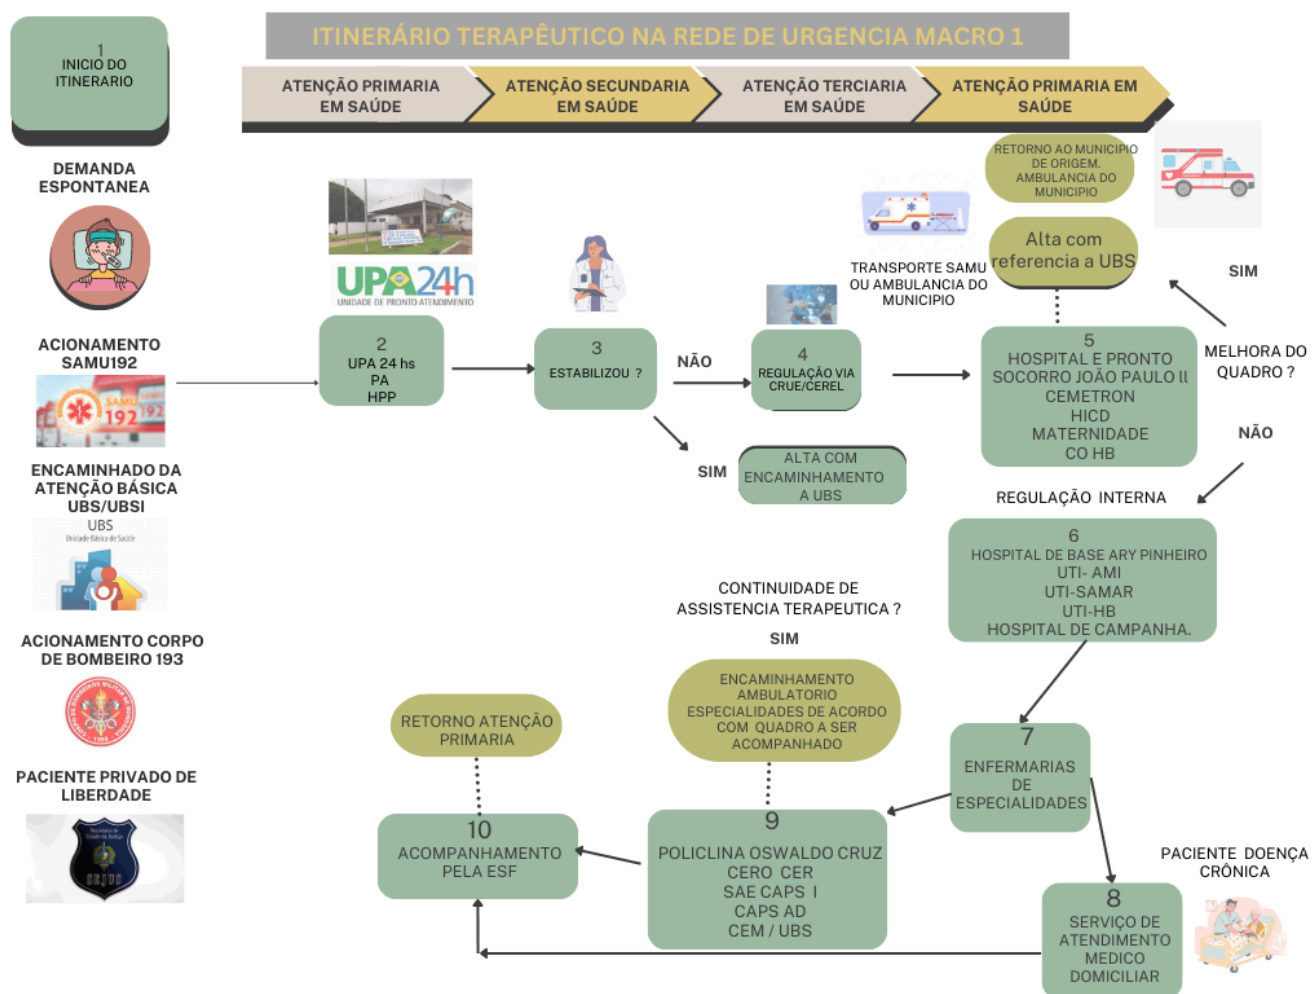 ITINERÁRIO TERAPÊUTICO NA REDE DE URGENCIA MACRO 1
1
INICIO DO
ITINERARIO
ATENÇÃO PRIMARIA
EM SAÚDE
ATENÇÃO SECUNDARIA
EM SAÚDE
ATENÇÃO TERCIARIA
EM SAÚDE
ATENÇÃO PRIMARIA EM
SAÚDE
DEMANDA
ESPONTANEA
ACIONAMENTO
SAMU192
SAMU
192
192
ENCAMINHADO DA
ATENÇÃO BÁSICA
UBS/UBSI
UBS
Unidade Básica de Saúde
ACIONAMENTO CORPO
DE BOMBEIRO 193
PACIENTE PRIVADO DE
LIBERDADE
SEJUS
UPA24h
UNIDADE DE PRONTO ATENDIMENTO
2
UPA 24 hs
PA
HPP
3
ESTABILIZOU ?
NÃO
SIM
ALTA COM
ENCAMINHAMENTO
A UBS
4
REGULAÇÃO VIA
CRUE/CEREL
TRANSPORTE SAMU
OU AMBULANCIA DO
MUNICIPIO
RETORNO AO MUNICIPIO
DE ORIGEM.
AMBULANCIA DO
MUNICIPIO
Alta com
referencia a UBS
SIM
5
HOSPITAL E PRONTO
SOCORRO JOÃO PAULO ll
CEMETRON
HICD
MATERNIDADE
CO HB
MELHORA DO
QUADRO ?
NÃO
REGULAÇÃO INTERNA
6
HOSPITAL DE BASE ARY PINHEIRO
UTI- AMI
UTI-SAMAR
UTI-HB
HOSPITAL DE CAMPANHA.
7
ENFERMARIAS
DE
ESPECIALIDADES
PACIENTE DOENÇA
CRÔNICA
8
SERVIÇO DE
ATENDIMENTO
MEDICO
DOMICILIAR
CONTINUIDADE DE
ASSISTENCIA TERAPEUTICA ?
SIM
ENCAMINHAMENTO
AMBULATORIO
ESPECIALIDADES DE ACORDO
COM QUADRO A SER
ACOMPANHADO
9
POLICLINA OSWALDO CRUZ
CERO CER
SAE CAPS I
CAPS AD
CEM / UBS
RETORNO ATENÇÃO
PRIMARIA
10
ACOMPANHAMENTO
PELA ESF